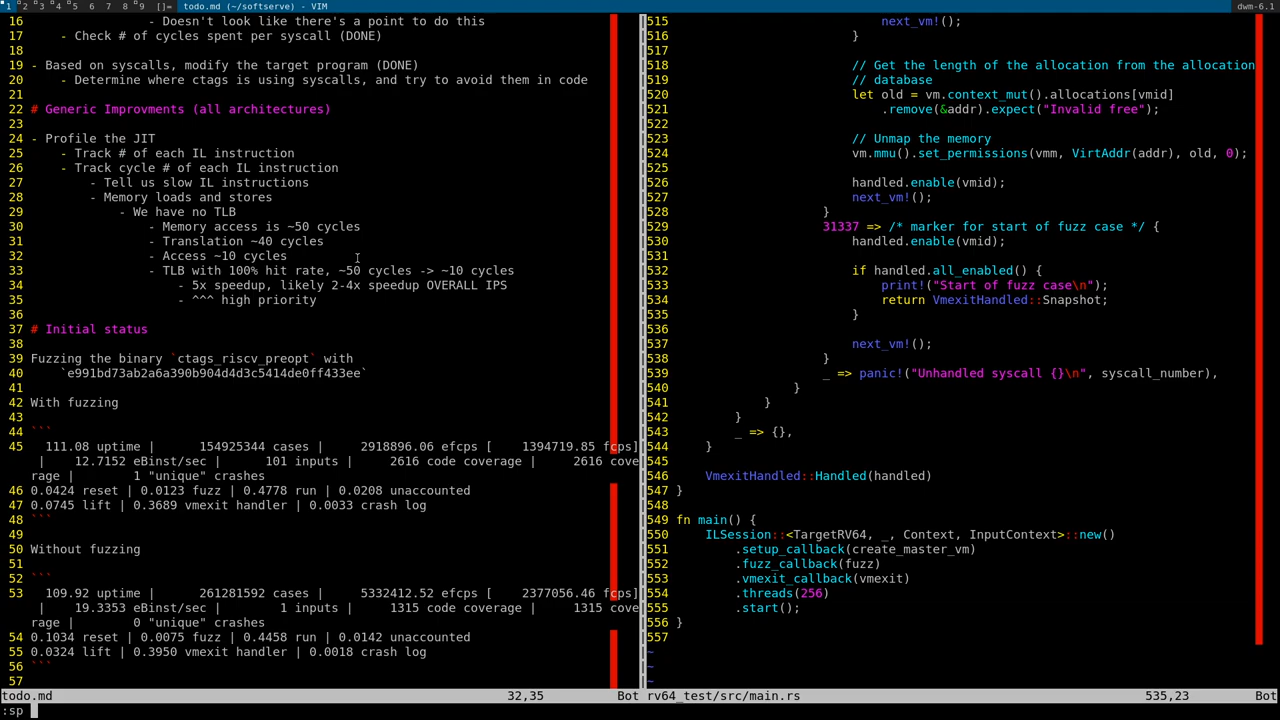 1 2 3 4 5 6 7 8 9 []= todo.md (~/softserve) - VIM dwm-6.1
16 - Doesn't look like there's a point to do this
17 - Check # of cycles spent per syscall (DONE)
18
19 - Based on syscalls, modify the target program (DONE)
20 - Determine where ctags is using syscalls, and try to avoid them in code
21
22 # Generic Improvments (all architectures)
23
24 - Profile the JIT
25 - Track # of each IL instruction
26 - Track cycle # of each IL instruction
27 - Tell us slow IL instructions
28 - Memory loads and stores
29 - We have no TLB
30 - Memory access is ~50 cycles
31 - Translation ~40 cycles
32 - Access ~10 cycles
33 - TLB with 100% hit rate, ~50 cycles -> ~10 cycles
34 - 5x speedup, likely 2-4x speedup OVERALL IPS
35 - ^^^ high priority
36
37 # Initial status
38
39 Fuzzing the binary `ctags_riscv_preopt` with
40 `e991bd73ab2a6a390b904d4d3c5414de0ff433ee`
41
42 With fuzzing
43
44 ```
45 111.08 uptime | 154925344 cases | 2918896.06 efcps [ 1394719.85 fcps]
| 12.7152 eBinst/sec | 101 inputs | 2616 code coverage | 2616 cove
rage | 1 "unique" crashes
46 0.0424 reset | 0.0123 fuzz | 0.4778 run | 0.0208 unaccounted
47 0.0745 lift | 0.3689 vmexit handler | 0.0033 crash log
48 ```
49
50 Without fuzzing
51
52 ```
53 109.92 uptime | 261281592 cases | 5332412.52 efcps [ 2377056.46 fcps]
| 19.3353 eBinst/sec | 1 inputs | 1315 code coverage | 1315 cove
rage | 0 "unique" crashes
54 0.1034 reset | 0.0075 fuzz | 0.4458 run | 0.0142 unaccounted
55 0.0324 lift | 0.3950 vmexit handler | 0.0018 crash log
56 ```
57
todo.md 32,35 Bot
:sp
515 next_vm!();
516 }
517
518 // Get the length of the allocation from the allocation
519 // database
520 let old = vm.context_mut().allocations[vmid]
521 .remove(&addr).expect("Invalid free");
522
523 // Unmap the memory
524 vm.mmu().set_permissions(vmm, VirtAddr(addr), old, 0);
525
526 handled.enable(vmid);
527 next_vm!();
528 }
529 31337 => /* marker for start of fuzz case */ {
530 handled.enable(vmid);
531
532 if handled.all_enabled() {
533 print!("Start of fuzz case\n");
534 return VmexitHandled::Snapshot;
535 }
536
537 next_vm!();
538 }
539 _ => panic!("Unhandled syscall {}\n", syscall_number),
540 }
541 }
542 }
543 _ => {},
544 }
545
546 VmexitHandled::Handled(handled)
547 }
548
549 fn main() {
550 ILSession::<TargetRV64, _, Context, InputContext>::new()
551 .setup_callback(create_master_vm)
552 .fuzz_callback(fuzz)
553 .vmexit_callback(vmexit)
554 .threads(256)
555 .start();
556 }
557
~
~
~
rv64_test/src/main.rs 535,23 Bot